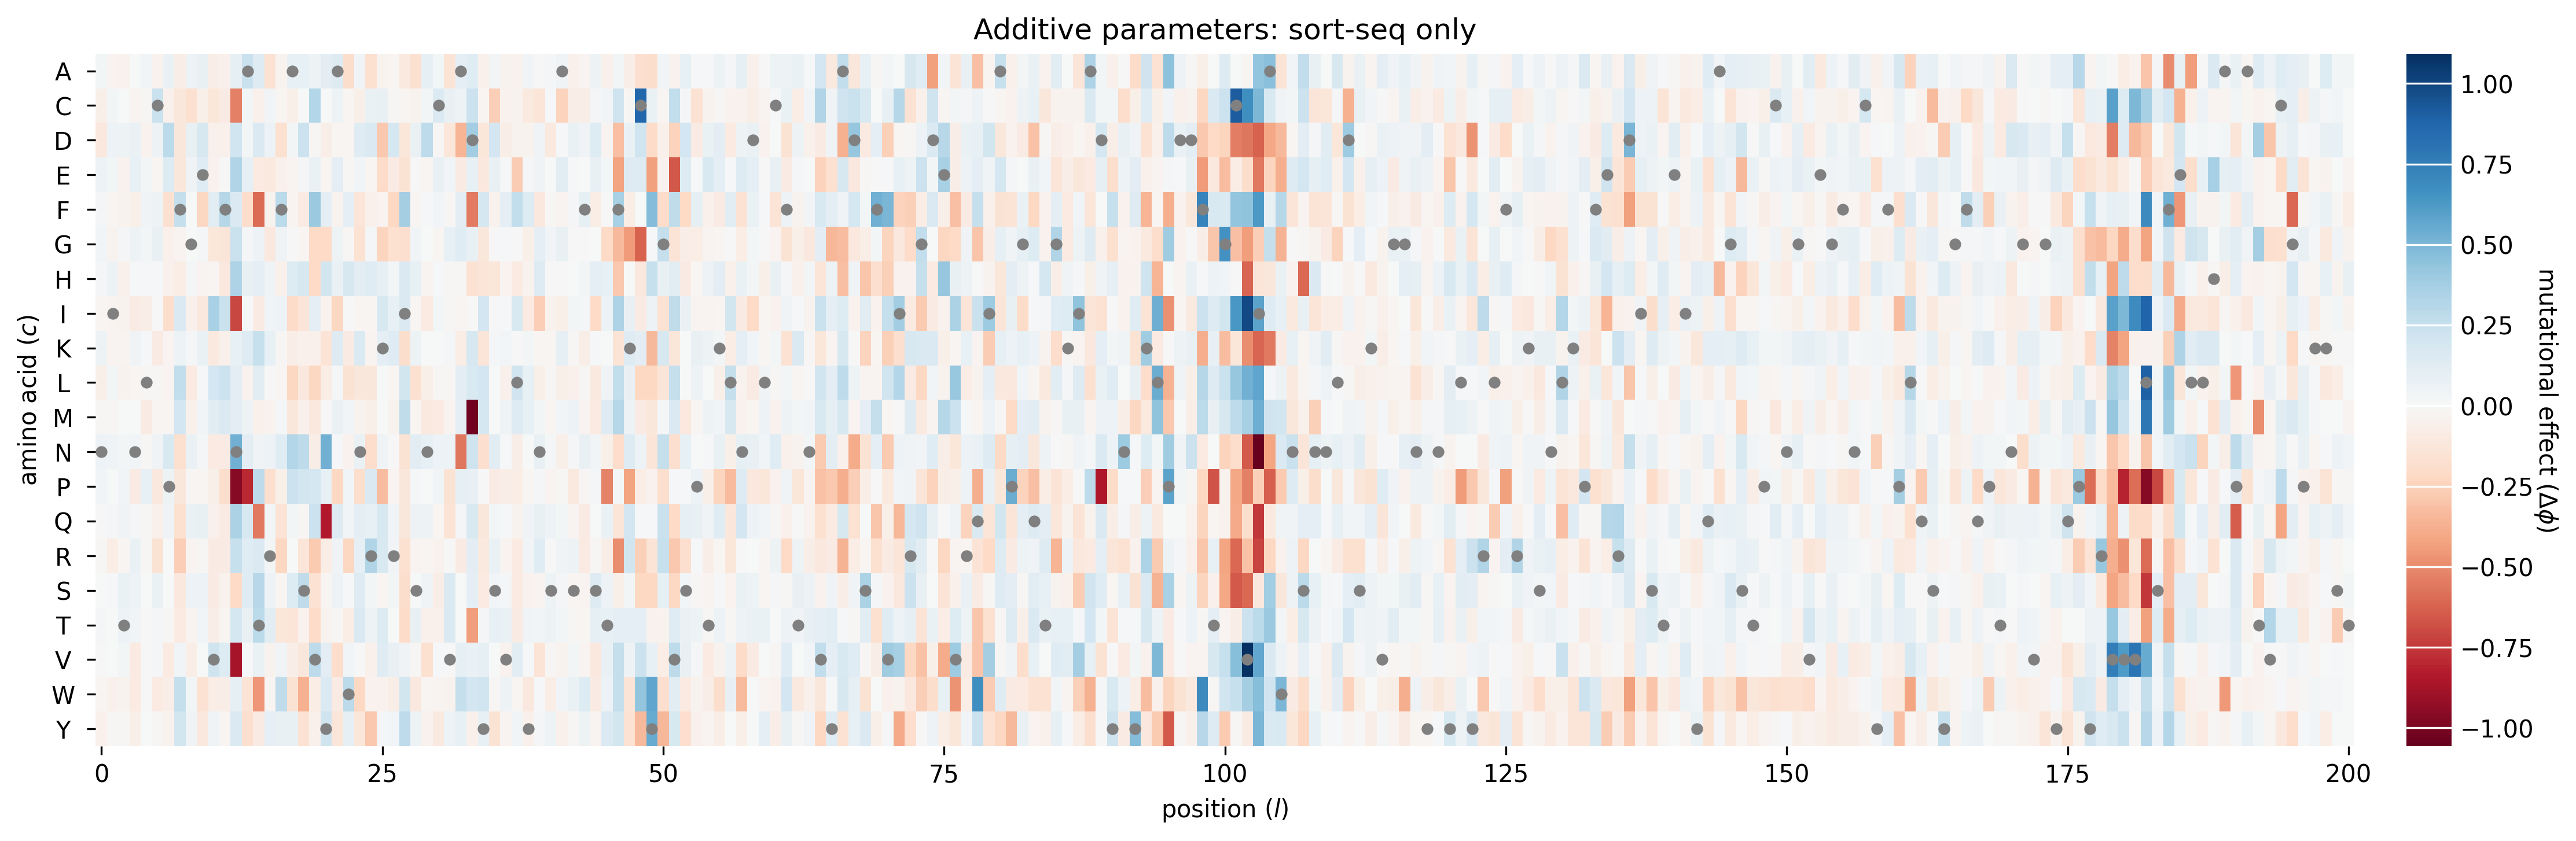 Additive parameters: sort-seq only
amino acid (c)
A
C
D
E
F
G
H
I
K
L
M
N
P
Q
R
S
T
V
W
Y
0 25 50 75 100 125 150 175 200
position (l)
1.00
0.75
0.50
0.25
0.00
−0.25
−0.50
−0.75
−1.00
mutational effect (Δϕ)